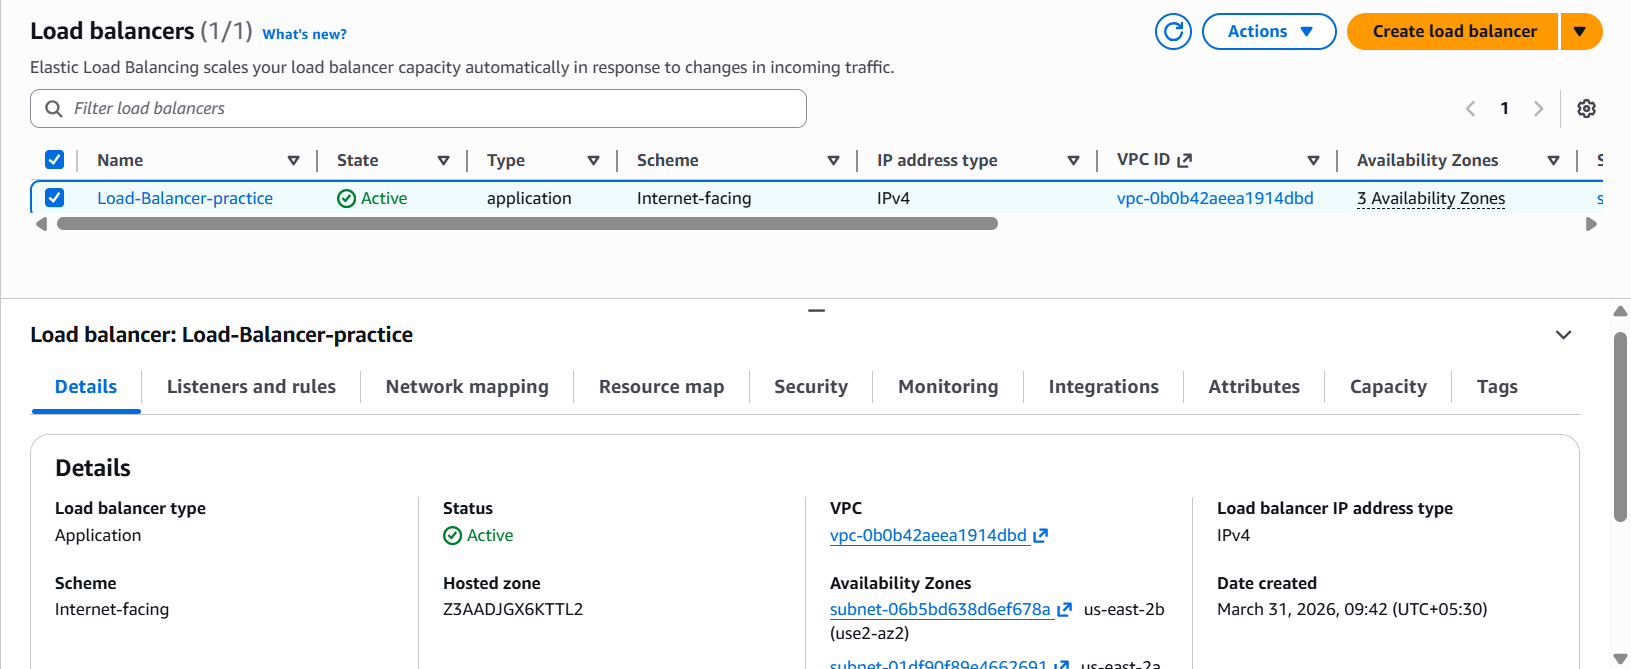 Load balancers (1/1) What's new?
Actions
Create load balancer
Elastic Load Balancing scales your load balancer capacity automatically in response to changes in incoming traffic.
Filter load balancers
1
Name State Type Scheme IP address type VPC ID Availability Zones S
Load-Balancer-practice Active application Internet-facing IPv4 vpc-0b0b42aeea1914dbd 3 Availability Zones s
Load balancer: Load-Balancer-practice
Details Listeners and rules Network mapping Resource map Security Monitoring Integrations Attributes Capacity Tags
Details
Load balancer type
Application
Scheme
Internet-facing
Status
Active
Hosted zone
Z3AADJGX6KTTL2
VPC
vpc-0b0b42aeea1914dbd
Availability Zones
subnet-06b5bd638d6ef678a us-east-2b
(use2-az2)
subnet-01df90f89e4662691 us-east-2a
Load balancer IP address type
IPv4
Date created
March 31, 2026, 09:42 (UTC+05:30)